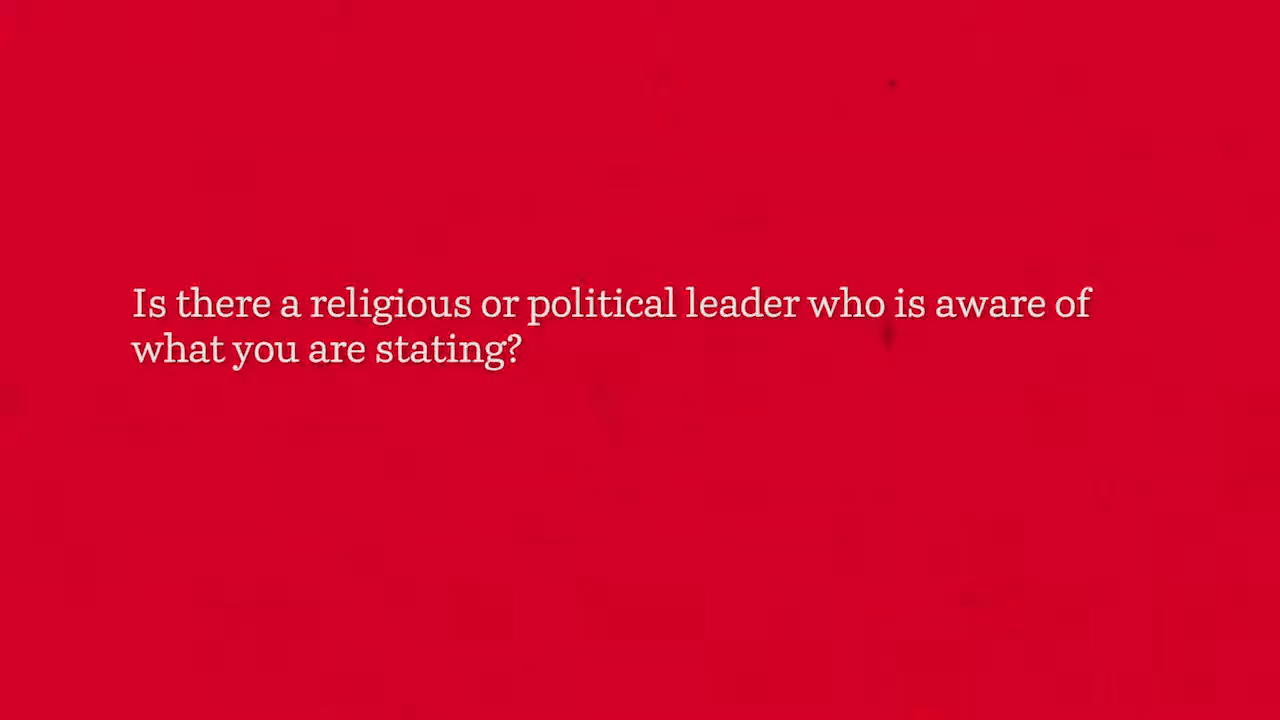 Is there a religious or political leader who is aware of
what you are stating?